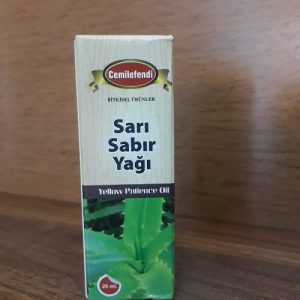 Cemilefendi
BİTKİSEL ÜRÜNLER
Sarı
Sabır
Yağı
Yellow Patience Oil
20 ml.